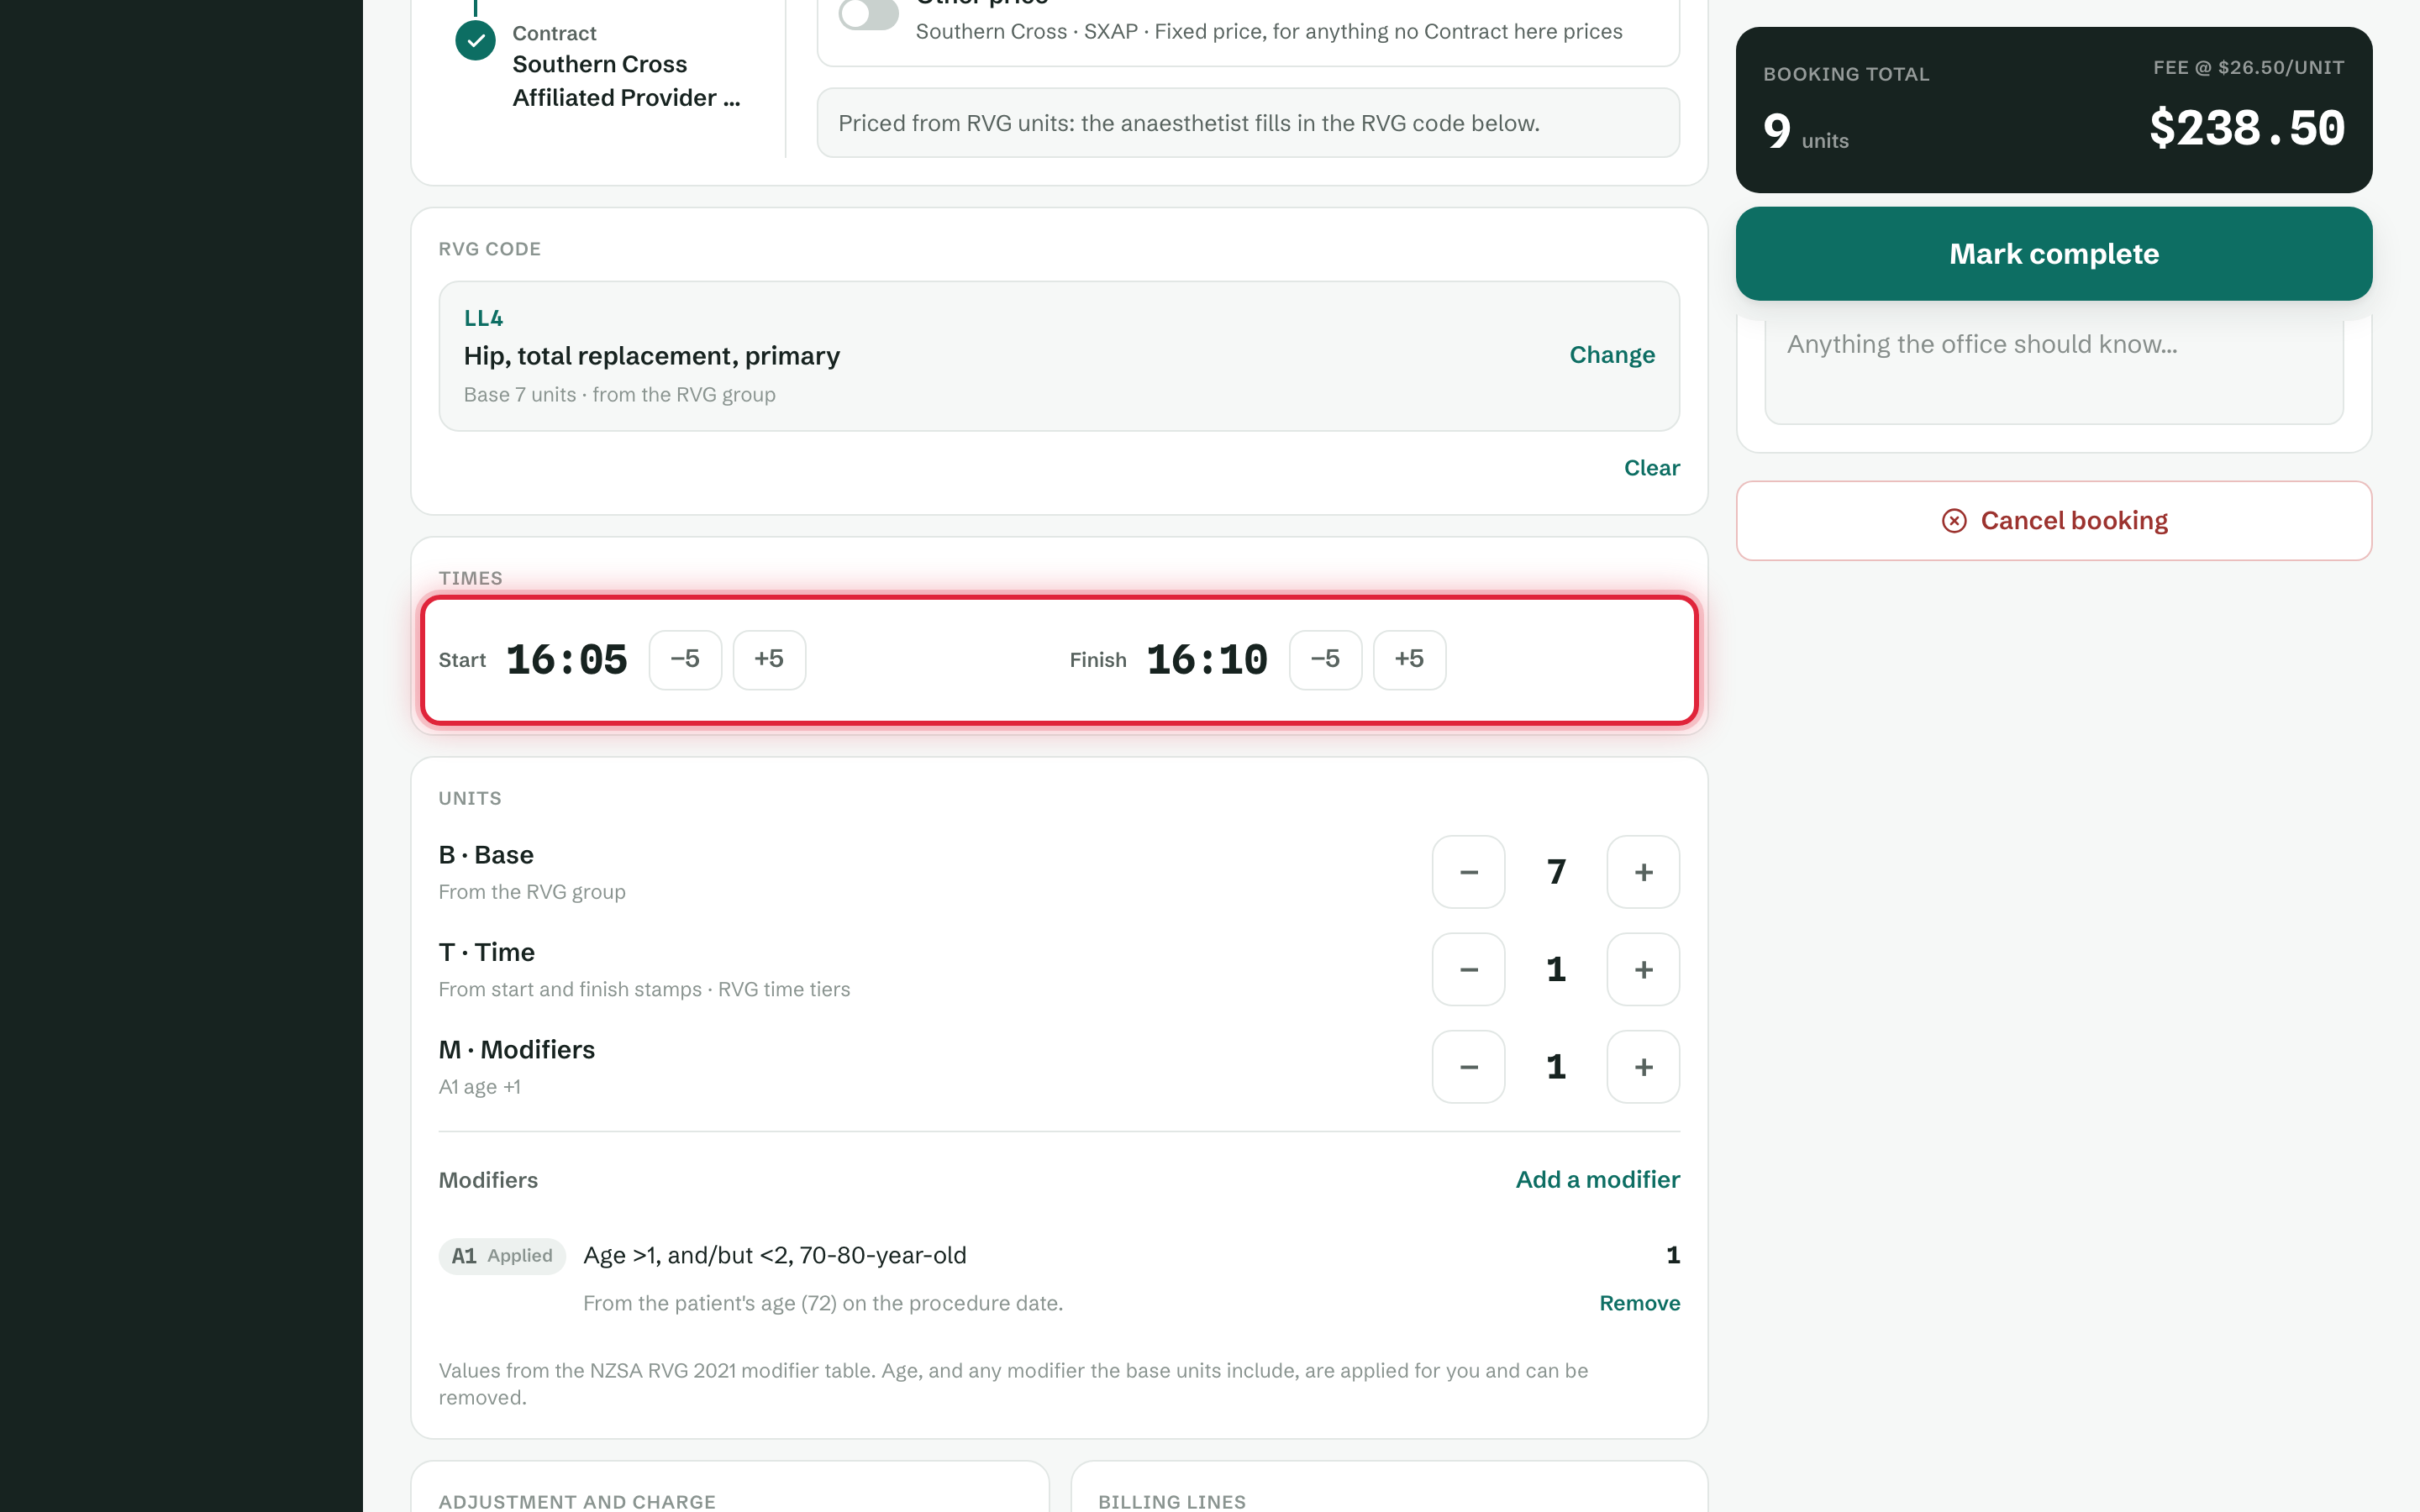 Contract
Southern Cross
Affiliated Provider ...
Other price
Southern Cross · SXAP · Fixed price, for anything no Contract here prices
Priced from RVG units: the anaesthetist fills in the RVG code below.
RVG CODE
LL4
Hip, total replacement, primary
Base 7 units · from the RVG group
Change
Clear
TIMES
Start 16:05 −5 +5 Finish 16:10 −5 +5
UNITS
B · Base
From the RVG group
− 7 +
T · Time
From start and finish stamps · RVG time tiers
− 1 +
M · Modifiers
A1 age +1
− 1 +
Modifiers Add a modifier
A1 Applied Age >1, and/but <2, 70-80-year-old 1
From the patient's age (72) on the procedure date. Remove
Values from the NZSA RVG 2021 modifier table. Age, and any modifier the base units include, are applied for you and can be
removed.
ADJUSTMENT AND CHARGE
BILLING LINES
BOOKING TOTAL FEE @ $26.50/UNIT
9 units $238.50
Mark complete
Anything the office should know...
Cancel booking